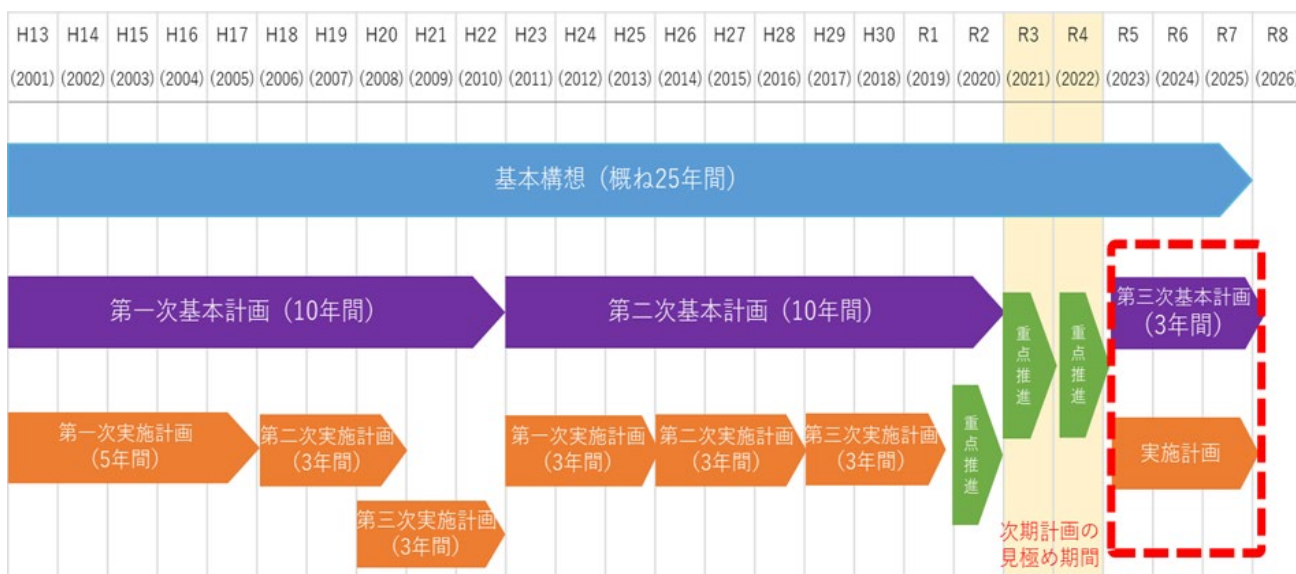 H13 H14 H15 H16 H17 H18 H19 H20 H21 H22 H23 H24 H25 H26 H27 H28 H29 H30 R1 R2 R3 R4 R5 R6 R7 R8
(2001) (2002) (2003) (2004) (2005) (2006) (2007) (2008) (2009) (2010) (2011) (2012) (2013) (2014) (2015) (2016) (2017) (2018) (2019) (2020) (2021) (2022) (2023) (2024) (2025) (2026)
基本構想（概ね25年間）
第一次基本計画（10年間）
第二次基本計画（10年間）
重点推進
重点推進
第三次基本計画
(3年間)
第一次実施計画
(5年間)
第二次実施計画
(3年間)
第三次実施計画
(3年間)
第一次実施計画
(3年間)
第二次実施計画
(3年間)
第三次実施計画
(3年間)
重点推進
実施計画
次期計画の
見極め期間